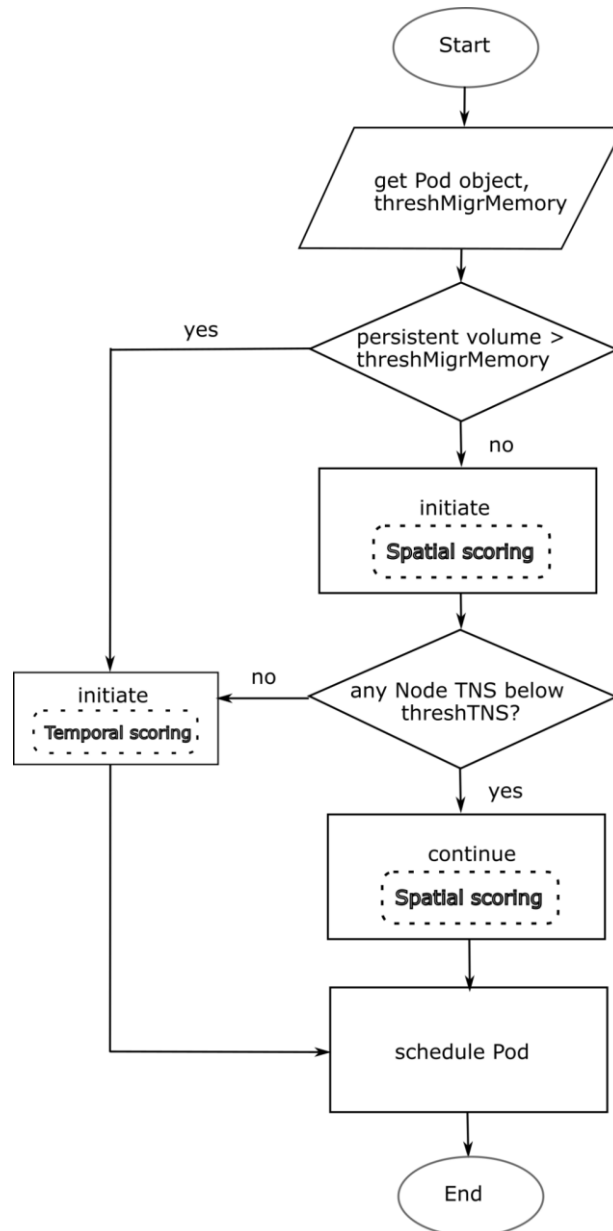 Start
get Pod object,
threshMigrMemory
yes
persistent volume >
threshMigrMemory
no
initiate
Spatial scoring
no
any Node TNS below
threshTNS?
initiate
Temporal scoring
yes
continue
Spatial scoring
schedule Pod
End